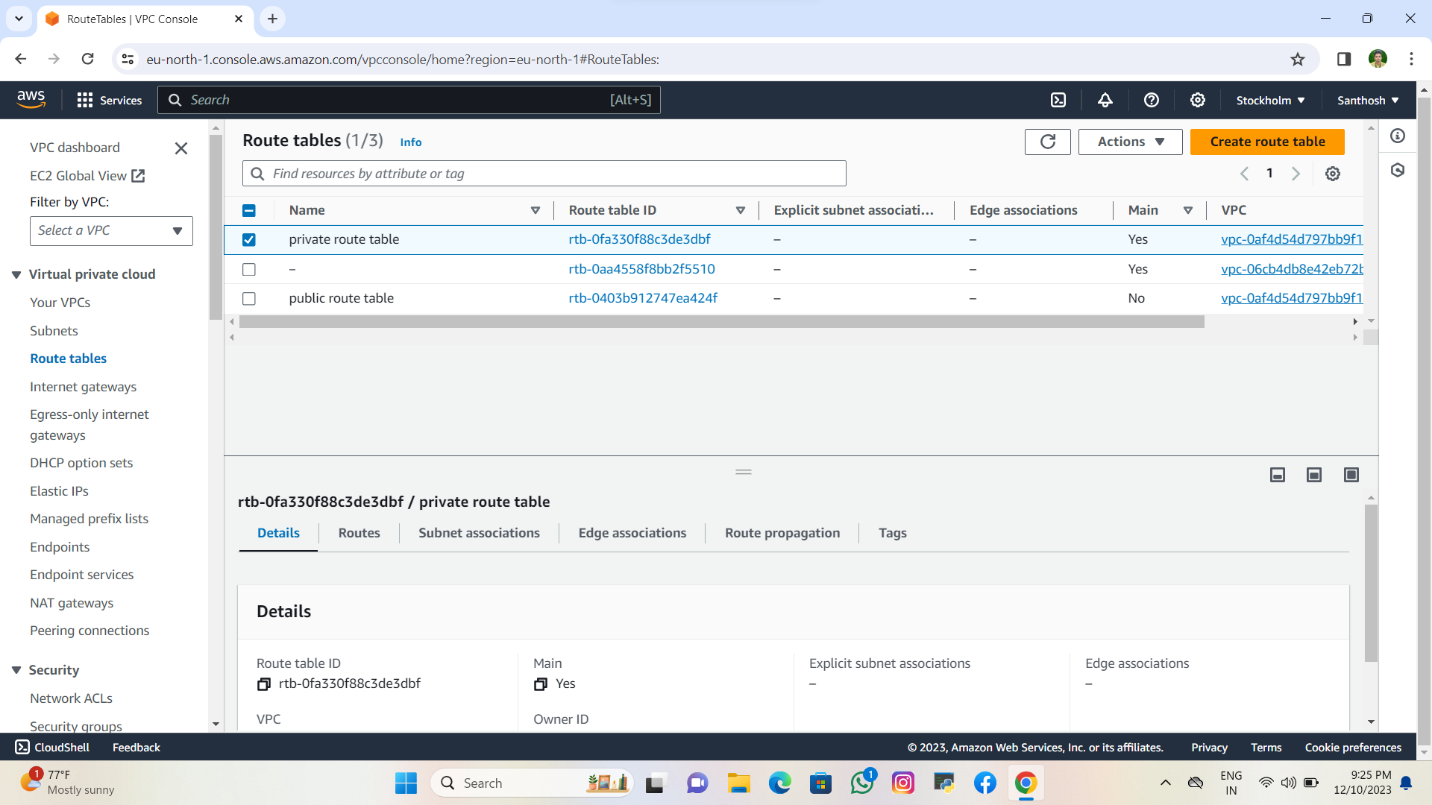 RouteTables | VPC Console
eu-north-1.console.aws.amazon.com/vpcconsole/home?region=eu-north-1#RouteTables:
aws Services Search [Alt+S] Stockholm Santhosh
VPC dashboard
EC2 Global View
Filter by VPC:
Select a VPC
Virtual private cloud
Your VPCs
Subnets
Route tables
Internet gateways
Egress-only internet
gateways
DHCP option sets
Elastic IPs
Managed prefix lists
Endpoints
Endpoint services
NAT gateways
Peering connections
Security
Network ACLs
Security groups
Route tables (1/3) Info
Actions Create route table
Find resources by attribute or tag
1
Name Route table ID Explicit subnet associati... Edge associations Main VPC
private route table rtb-0fa330f88c3de3dbf – – Yes vpc-0af4d54d797bb9f1
– rtb-0aa4558f8bb2f5510 – – Yes vpc-06cb4db8e42eb72b
public route table rtb-0403b912747ea424f – – No vpc-0af4d54d797bb9f1
rtb-0fa330f88c3de3dbf / private route table
Details Routes Subnet associations Edge associations Route propagation Tags
Details
Route table ID Main Explicit subnet associations Edge associations
rtb-0fa330f88c3de3dbf Yes – –
VPC Owner ID
CloudShell Feedback © 2023, Amazon Web Services, Inc. or its affiliates. Privacy Terms Cookie preferences
1 77°F
Mostly sunny
Search
1
ENG
IN
9:25 PM
12/10/2023